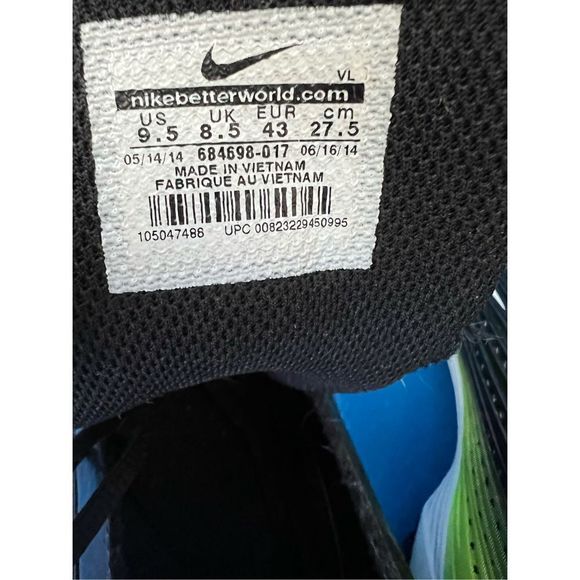 VL
nikebetterworld.com
US UK EUR cm
9.5 8.5 43 27.5
05/14/14 684698-017 06/16/14
MADE IN VIETNAM
FABRIQUE AU VIETNAM
105047488 UPC 00823229450995